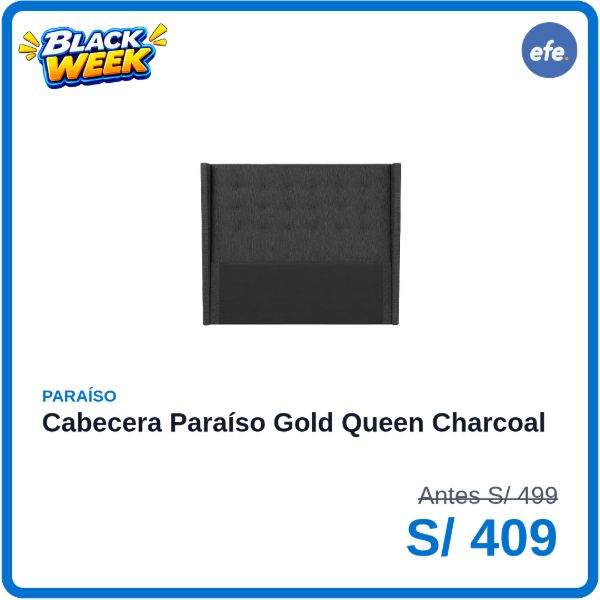 BLACK
WEEK
efe.
PARAÍSO
Cabecera Paraíso Gold Queen Charcoal
Antes S/ 499
S/ 409